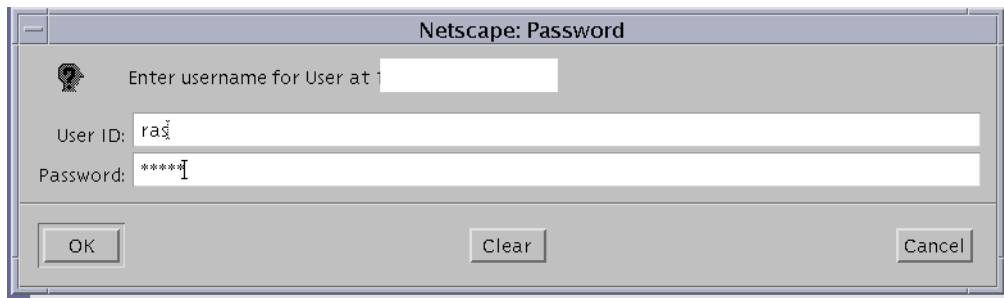 Netscape: Password
Enter username for User at
User ID: ras
Password: *****
OK Clear Cancel